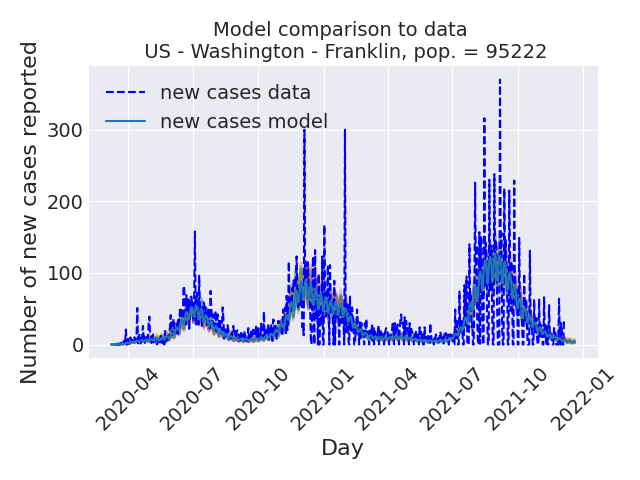 Model comparison to data
US - Washington - Franklin, pop. = 95222
Number of new cases reported
new cases data
new cases model
300
200
100
0
2020-04
2020-07
2020-10
2021-01
2021-04
2021-07
2021-10
2022-01
Day